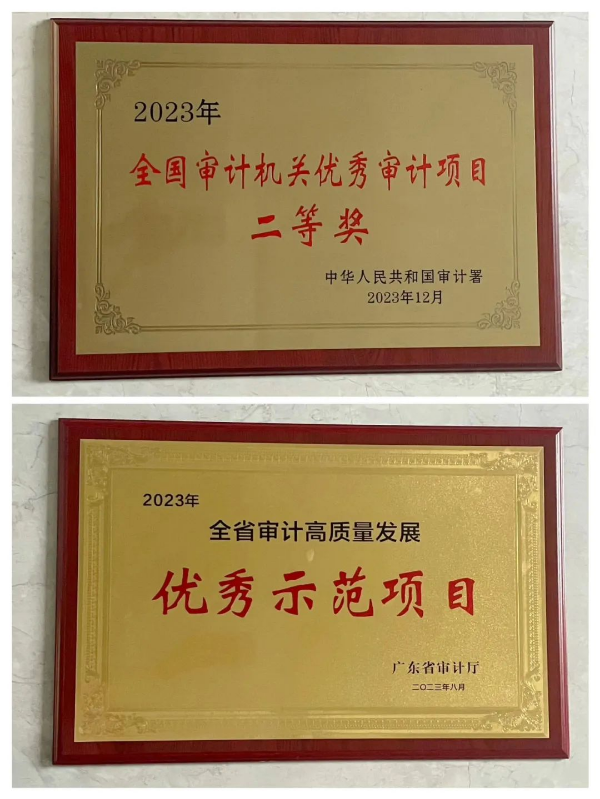 2023年
全国审计机关优秀审计项目
二等奖
中华人民共和国审计署
2023年12月
2023年
全省审计高质量发展
优秀示范项目
广东省审计厅
二〇二三年八月